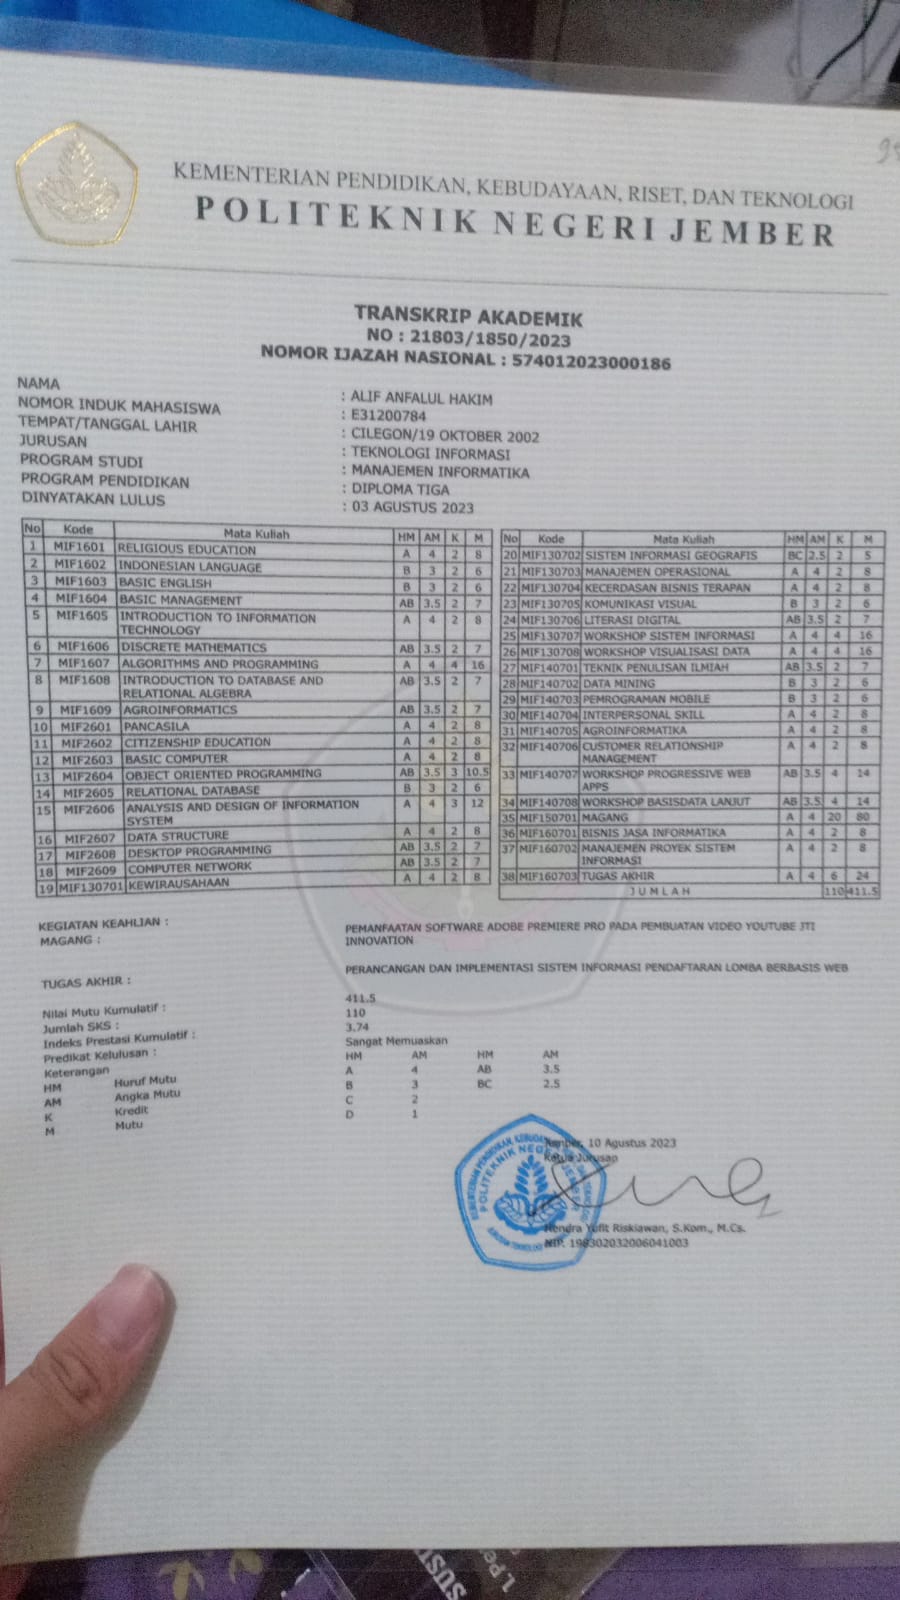 KEMENTERIAN PENDIDIKAN, KEBUDAYAAN, RISET, DAN TEKNOLOGI
POLITEKNIK NEGERI JEMBER
TRANSKRIP AKADEMIK
NO : 21803/1850/2023
NOMOR IJAZAH NASIONAL : 574012023000186
NAMA : ALIF ANFALUL HAKIM
NOMOR INDUK MAHASISWA : E31200784
TEMPAT/TANGGAL LAHIR : CILEGON/19 OKTOBER 2002
JURUSAN : TEKNOLOGI INFORMASI
PROGRAM STUDI : MANAJEMEN INFORMATIKA
PROGRAM PENDIDIKAN : DIPLOMA TIGA
DINYATAKAN LULUS : 03 AGUSTUS 2023
No Kode Mata Kuliah HM AM K M
1 MIF1601 RELIGIOUS EDUCATION A 4 2 8
2 MIF1602 INDONESIAN LANGUAGE B 3 2 6
3 MIF1603 BASIC ENGLISH B 3 2 6
4 MIF1604 BASIC MANAGEMENT AB 3.5 2 7
5 MIF1605 INTRODUCTION TO INFORMATION A 4 2 8
TECHNOLOGY
6 MIF1606 DISCRETE MATHEMATICS AB 3.5 2 7
7 MIF1607 ALGORITHMS AND PROGRAMMING A 4 4 16
8 MIF1608 INTRODUCTION TO DATABASE AND AB 3.5 2 7
RELATIONAL ALGEBRA
9 MIF1609 AGROINFORMATICS AB 3.5 2 7
10 MIF2601 PANCASILA A 4 2 8
11 MIF2602 CITIZENSHIP EDUCATION A 4 2 8
12 MIF2603 BASIC COMPUTER A 4 2 8
13 MIF2604 OBJECT ORIENTED PROGRAMMING AB 3.5 3 10.5
14 MIF2605 RELATIONAL DATABASE B 3 2 6
15 MIF2606 ANALYSIS AND DESIGN OF INFORMATION A 4 3 12
SYSTEM
16 MIF2607 DATA STRUCTURE A 4 2 8
17 MIF2608 DESKTOP PROGRAMMING AB 3.5 2 7
18 MIF2609 COMPUTER NETWORK AB 3.5 2 7
19 MIF130701 KEWIRAUSAHAAN A 4 2 8
No Kode Mata Kuliah HM AM K M
20 MIF130702 SISTEM INFORMASI GEOGRAFIS BC 2.5 2 5
21 MIF130703 MANAJEMEN OPERASIONAL A 4 2 8
22 MIF130704 KECERDASAN BISNIS TERAPAN A 4 2 8
23 MIF130705 KOMUNIKASI VISUAL B 3 2 6
24 MIF130706 LITERASI DIGITAL AB 3.5 2 7
25 MIF130707 WORKSHOP SISTEM INFORMASI A 4 4 16
26 MIF130708 WORKSHOP VISUALISASI DATA A 4 4 16
27 MIF140701 TEKNIK PENULISAN ILMIAH AB 3.5 2 7
28 MIF140702 DATA MINING B 3 2 6
29 MIF140703 PEMROGRAMAN MOBILE B 3 2 6
30 MIF140704 INTERPERSONAL SKILL A 4 2 8
31 MIF140705 AGROINFORMATIKA A 4 2 8
32 MIF140706 CUSTOMER RELATIONSHIP A 4 2 8
MANAGEMENT
33 MIF140707 WORKSHOP PROGRESSIVE WEB AB 3.5 4 14
APPS
34 MIF140708 WORKSHOP BASISDATA LANJUT AB 3.5 4 14
35 MIF150701 MAGANG A 4 20 80
36 MIF160701 BISNIS JASA INFORMATIKA A 4 2 8
37 MIF160702 MANAJEMEN PROYEK SISTEM A 4 2 8
INFORMASI
38 MIF160703 TUGAS AKHIR A 4 6 24
JUMLAH 110 411.5
KEGIATAN KEAHLIAN :
MAGANG : PEMANFAATAN SOFTWARE ADOBE PREMIERE PRO PADA PEMBUATAN VIDEO YOUTUBE JTI
INNOVATION
TUGAS AKHIR : PERANCANGAN DAN IMPLEMENTASI SISTEM INFORMASI PENDAFTARAN LOMBA BERBASIS WEB
Nilai Mutu Kumulatif : 411.5
Jumlah SKS : 110
Indeks Prestasi Kumulatif : 3.74
Predikat Kelulusan : Sangat Memuaskan
Keterangan HM AM HM AM
HM Huruf Mutu A 4 AB 3.5
AM Angka Mutu B 3 BC 2.5
K Kredit C 2
M Mutu D 1
Jember, 10 Agustus 2023
Ketua Jurusan
POLITEKNIK NEGERI JEMBER
Hendra Yufit Riskiawan, S.Kom., M.Cs.
NIP. 198302032006041003